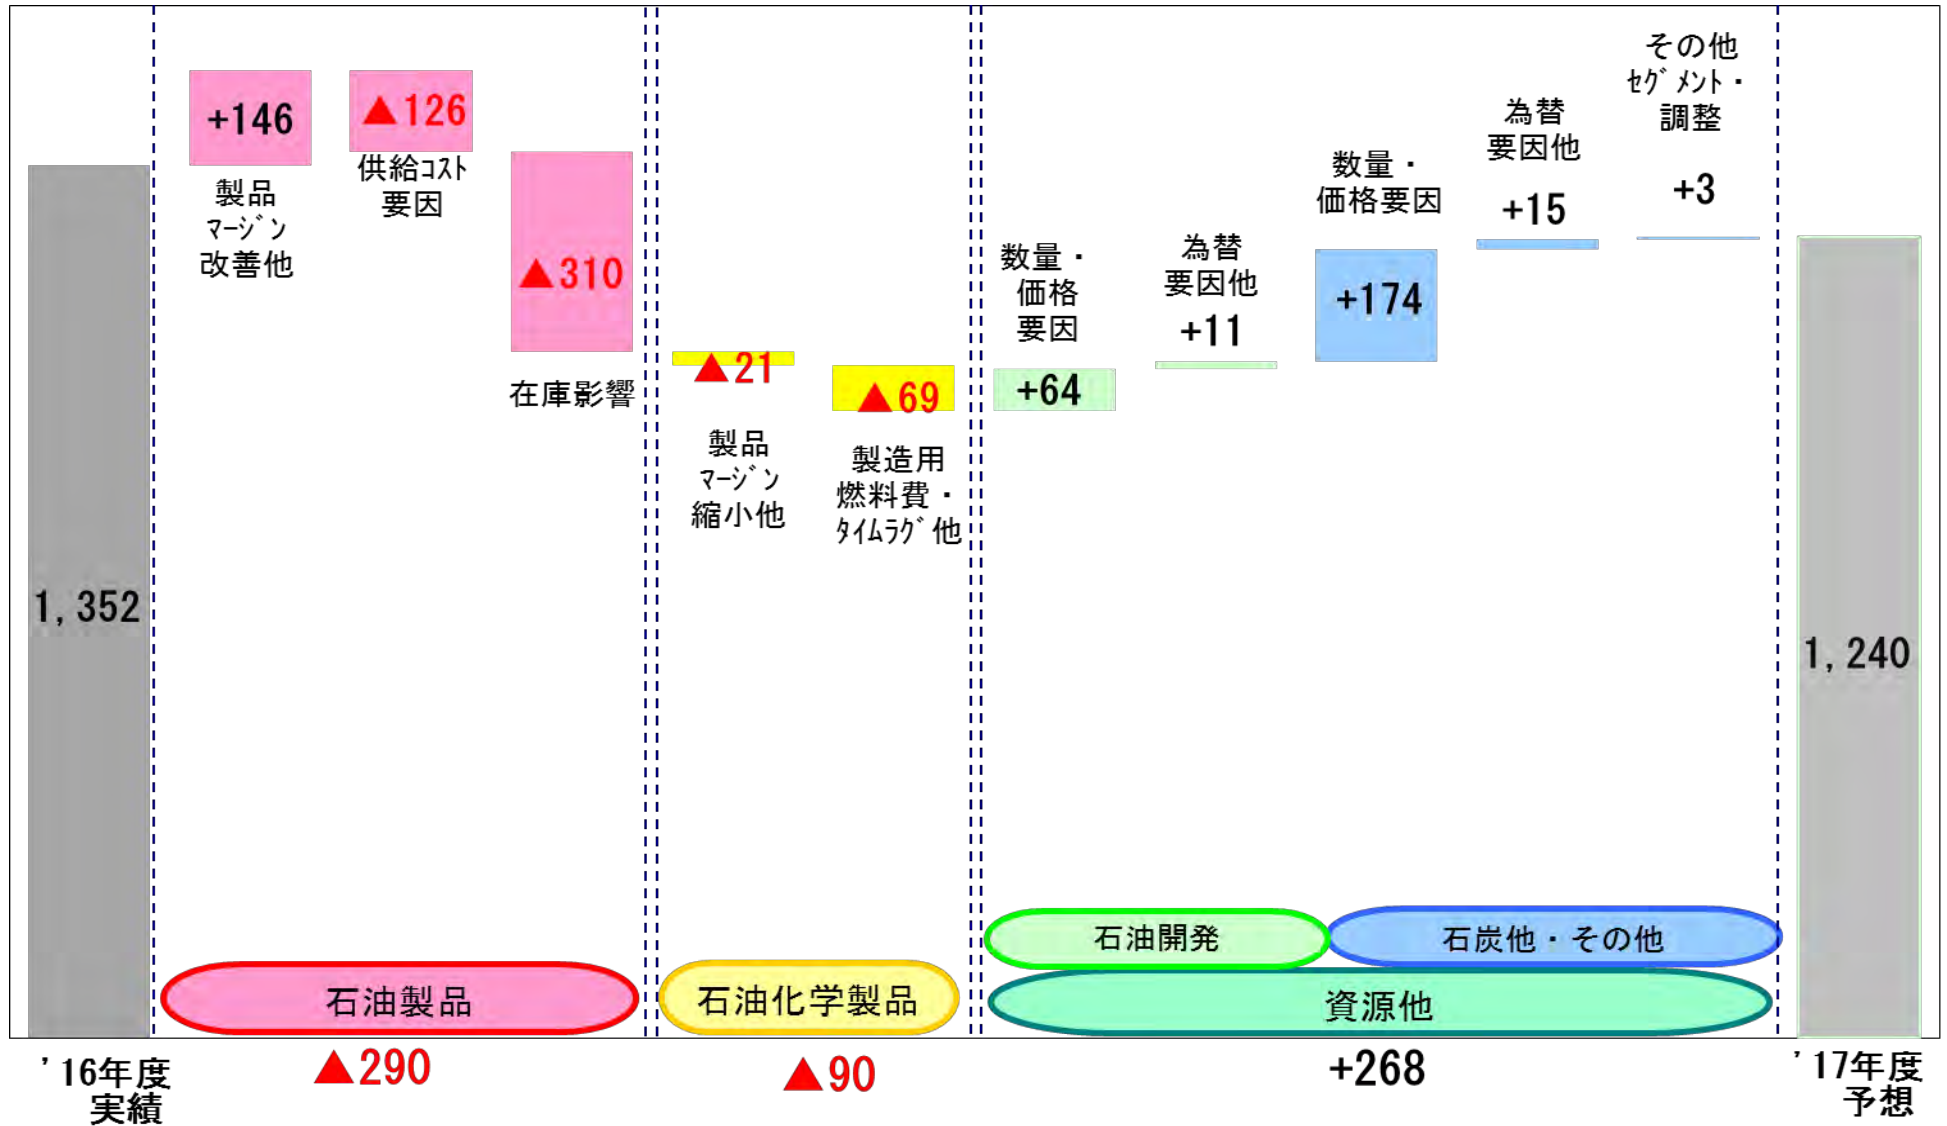 1,352
+146
製品
ﾏｰｼﾞﾝ
改善他
▲126
供給ｺｽﾄ
要因
▲310
在庫影響
▲21
製品
ﾏｰｼﾞﾝ
縮小他
▲69
製造用
燃料費・
ﾀｲﾑﾗｸﾞ他
数量・
価格
要因
+64
為替
要因他
+11
数量・
価格要因
+174
為替
要因他
+15
その他
ｾｸﾞﾒﾝﾄ・
調整
+3
1,240
石油開発
石炭他・その他
石油製品
石油化学製品
資源他
'16年度
実績
▲290
▲90
+268
'17年度
予想